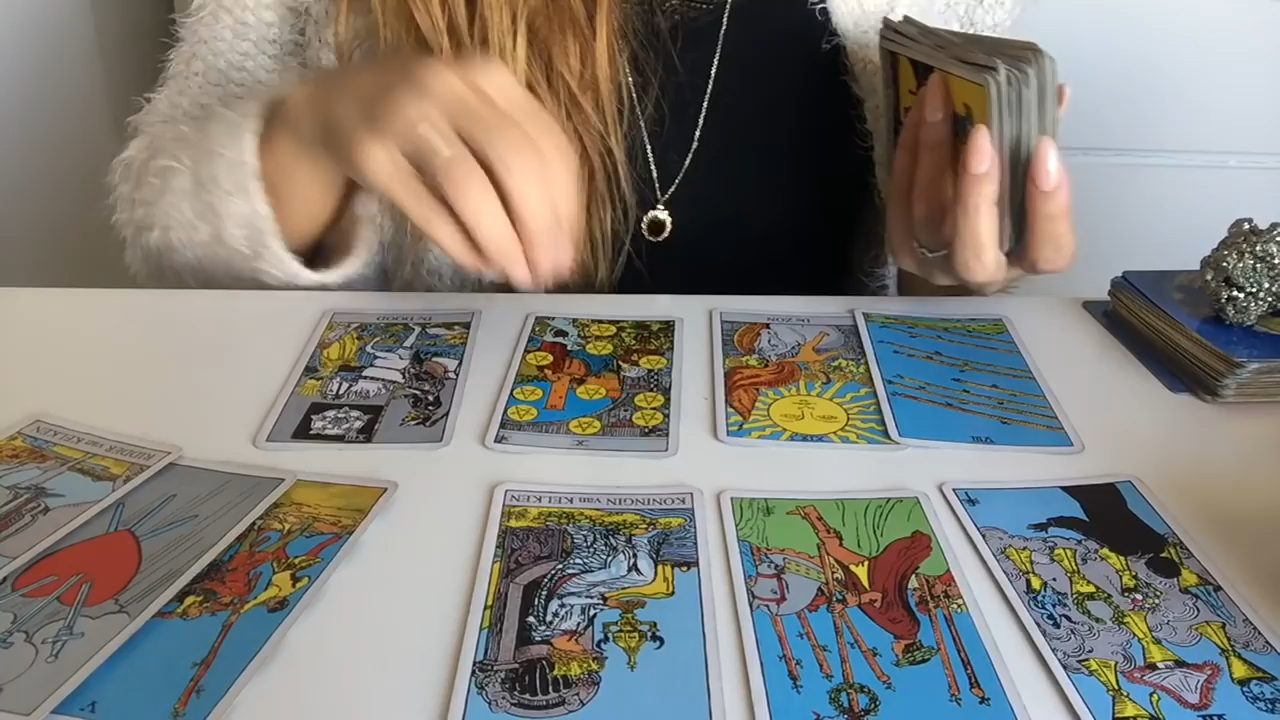 De DOOD
XIII
X
De ZON
XIX
VIII
RIDDER van KELKEN
V
KONINGIN van KELKEN